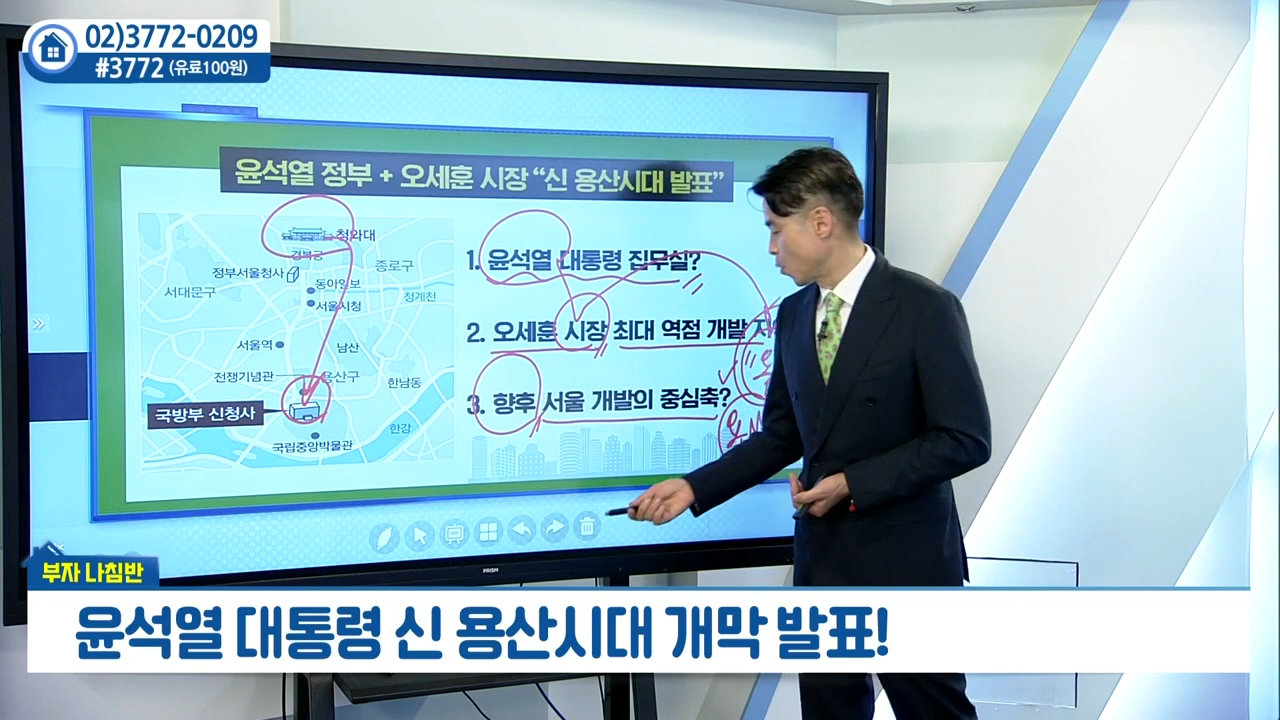 02)3772-0209
#3772 (유료100원)
윤석열 정부 + 오세훈 시장 “신 용산시대 발표”
청와대
경복궁
정부서울청사
종로구
동아일보
서대문구
청계천
서울시청
서울역
남산
전쟁기념관
용산구
한남동
국방부 신청사
한강
국립중앙박물관
1. 윤석열 대통령 집무실?
2. 오세훈 시장 최대 역점 개발
3. 향후 서울 개발의 중심축?
PRISM
부자 나침반
윤석열 대통령 신 용산시대 개막 발표!